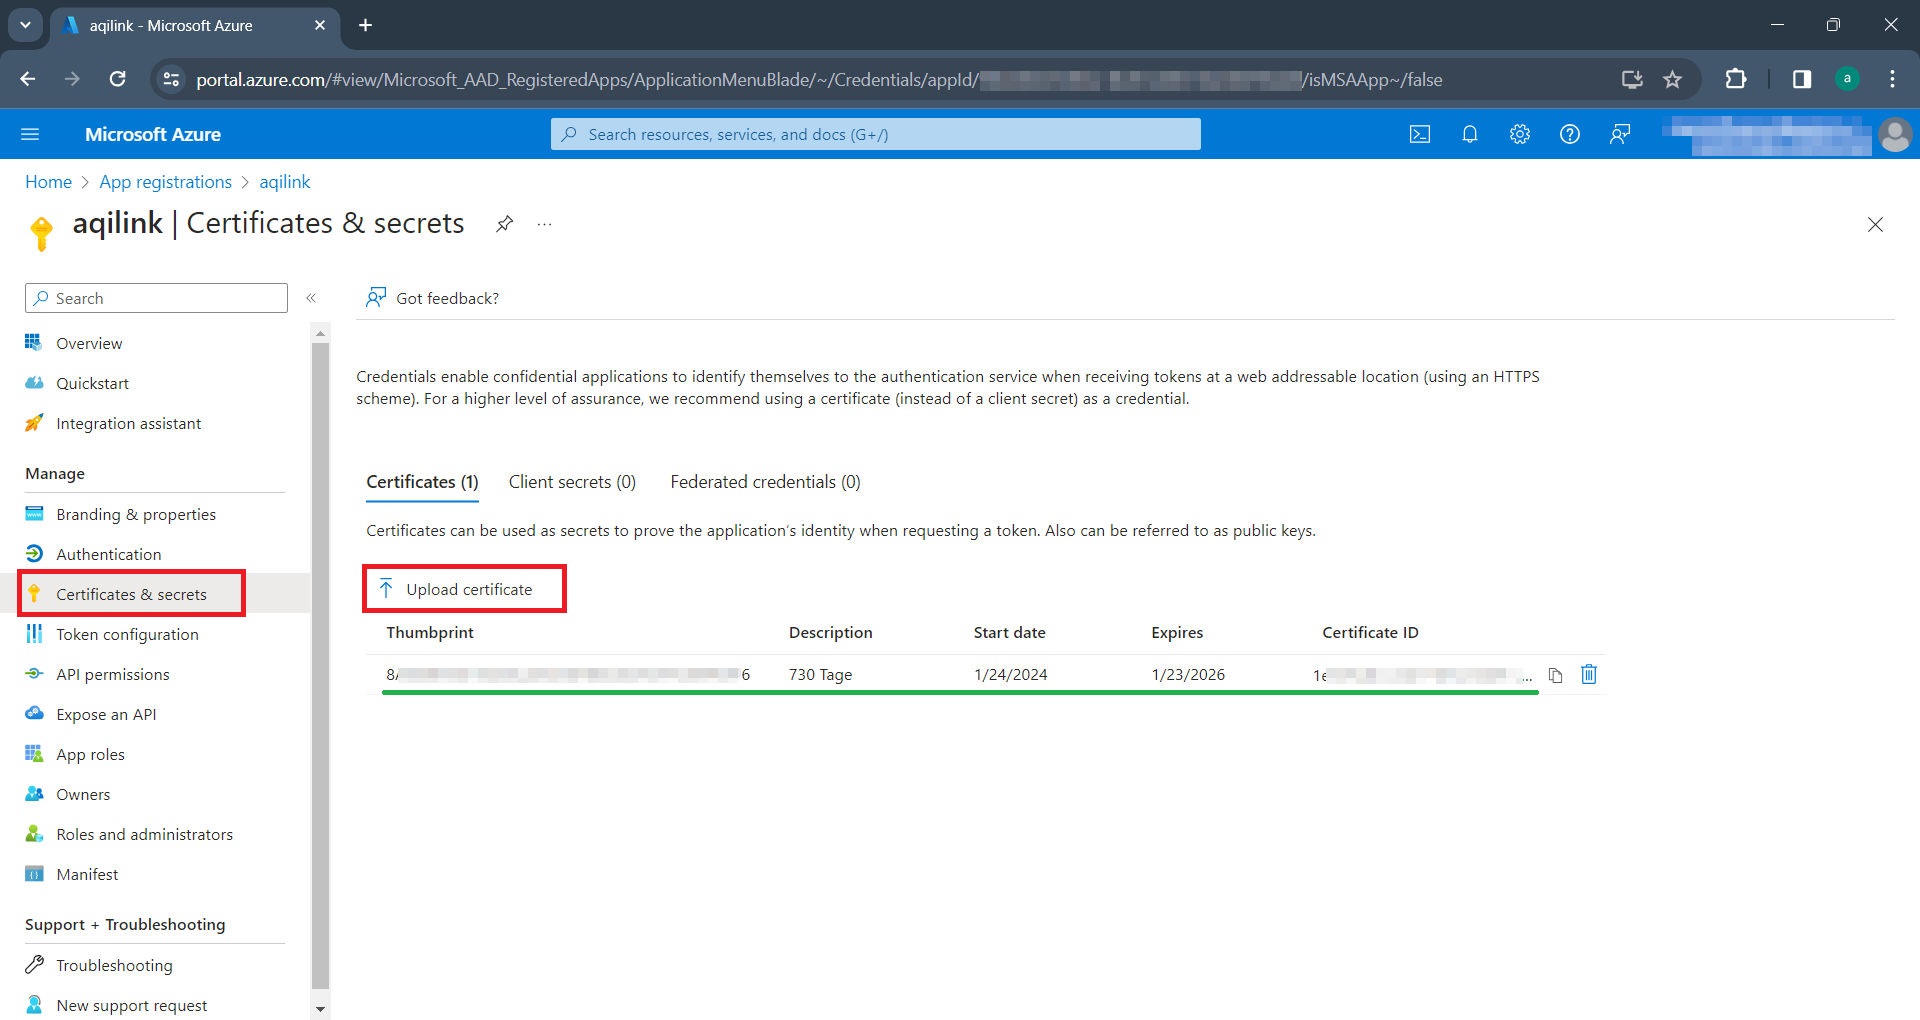 aqilink - Microsoft Azure
portal.azure.com/#view/Microsoft_AAD_RegisteredApps/ApplicationMenuBlade/~/Credentials/appId/ /isMSAApp~/false
a
Microsoft Azure
Search resources, services, and docs (G+/)
Home > App registrations > aqilink
aqilink | Certificates & secrets
Search
Got feedback?
Overview
Quickstart
Integration assistant
Manage
Branding & properties
Authentication
Certificates & secrets
Token configuration
API permissions
Expose an API
App roles
Owners
Roles and administrators
Manifest
Support + Troubleshooting
Troubleshooting
New support request
Credentials enable confidential applications to identify themselves to the authentication service when receiving tokens at a web addressable location (using an HTTPS
scheme). For a higher level of assurance, we recommend using a certificate (instead of a client secret) as a credential.
Certificates (1) Client secrets (0) Federated credentials (0)
Certificates can be used as secrets to prove the application's identity when requesting a token. Also can be referred to as public keys.
Upload certificate
Thumbprint Description Start date Expires Certificate ID
6 730 Tage 1/24/2024 1/23/2026 1e ...